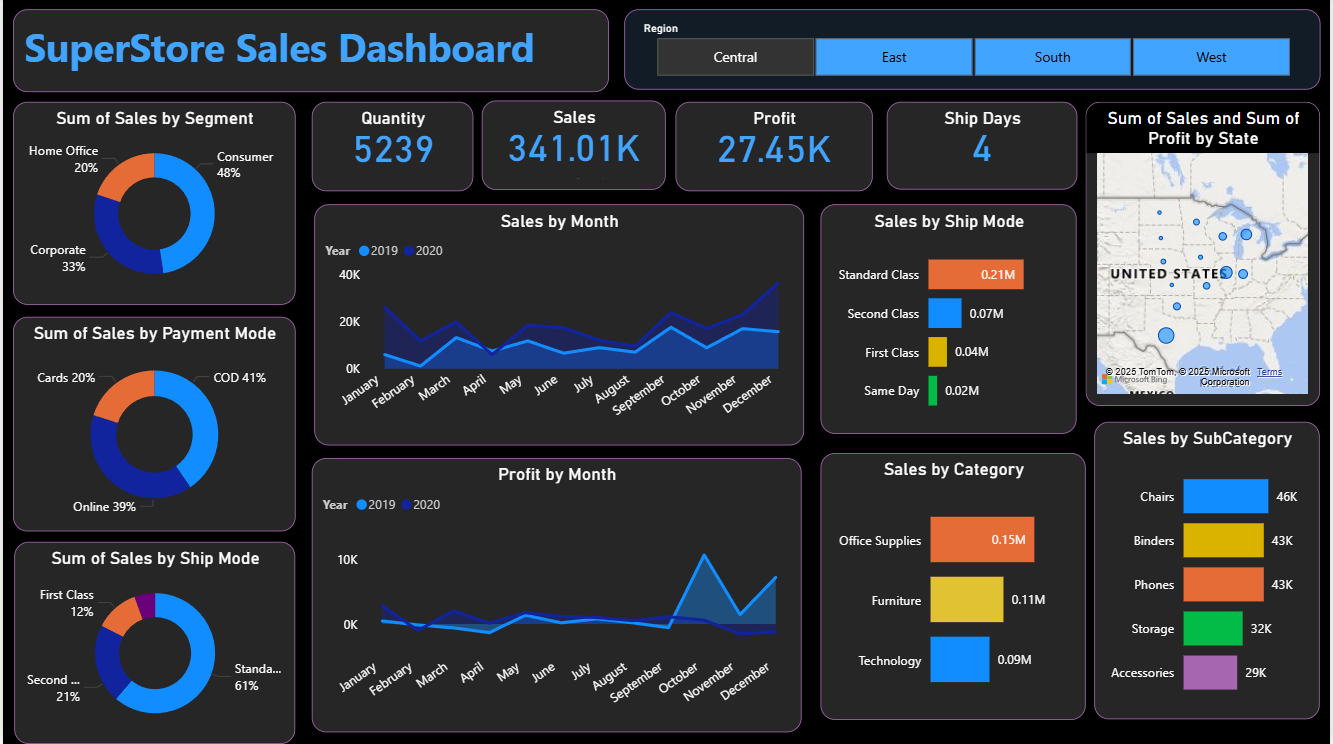 SuperStore Sales Dashboard
Region
Central
East
South
West
Sum of Sales by Segment
Home Office
20%
Consumer
48%
Corporate
33%
Quantity
5239
Sales
341.01K
Profit
27.45K
Ship Days
4
Sum of Sales and Sum of
Profit by State
UNITED STATES
© 2025 TomTom, © 2025 Microsoft
Corporation
Terms
Microsoft Bing
MEXICO
Sales by Month
Year 2019 2020
40K
20K
0K
January
February
March
April
May
June
July
August
September
October
November
December
Sales by Ship Mode
Standard Class 0.21M
Second Class 0.07M
First Class 0.04M
Same Day 0.02M
Sum of Sales by Payment Mode
Cards 20%
COD 41%
Online 39%
Profit by Month
Year 2019 2020
10K
0K
January
February
March
April
May
June
July
August
September
October
November
December
Sales by Category
Office Supplies 0.15M
Furniture 0.11M
Technology 0.09M
Sales by SubCategory
Chairs 46K
Binders 43K
Phones 43K
Storage 32K
Accessories 29K
Sum of Sales by Ship Mode
First Class
12%
Second ...
21%
Standa...
61%